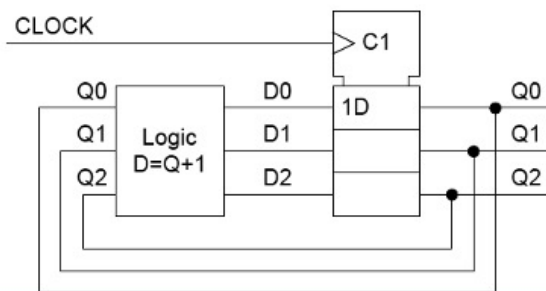 CLOCK
C1
Q0 D0 1D Q0
Q1 Logic D1 Q1
D=Q+1
Q2 D2 Q2